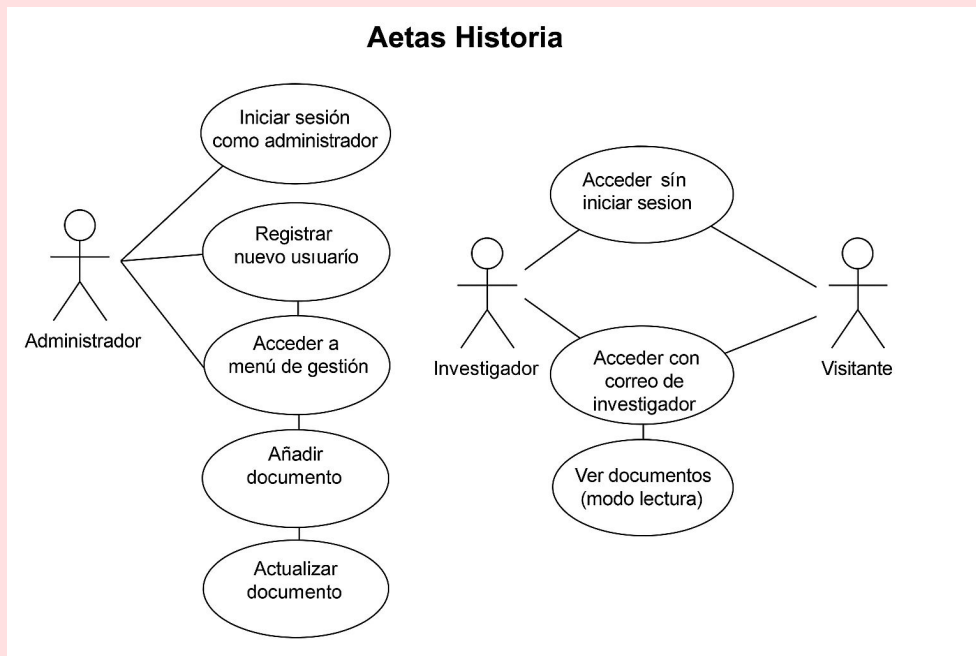 Aetas Historia
Iniciar sesión
como administrador
Registrar
nuevo usıuarío
Acceder a
menú de gestión
Añadir
documento
Actualizar
documento
Administrador
Acceder sín
iniciar sesion
Acceder con
correo de
investigador
Ver documentos
(modo lectura)
Investigador
Visitante